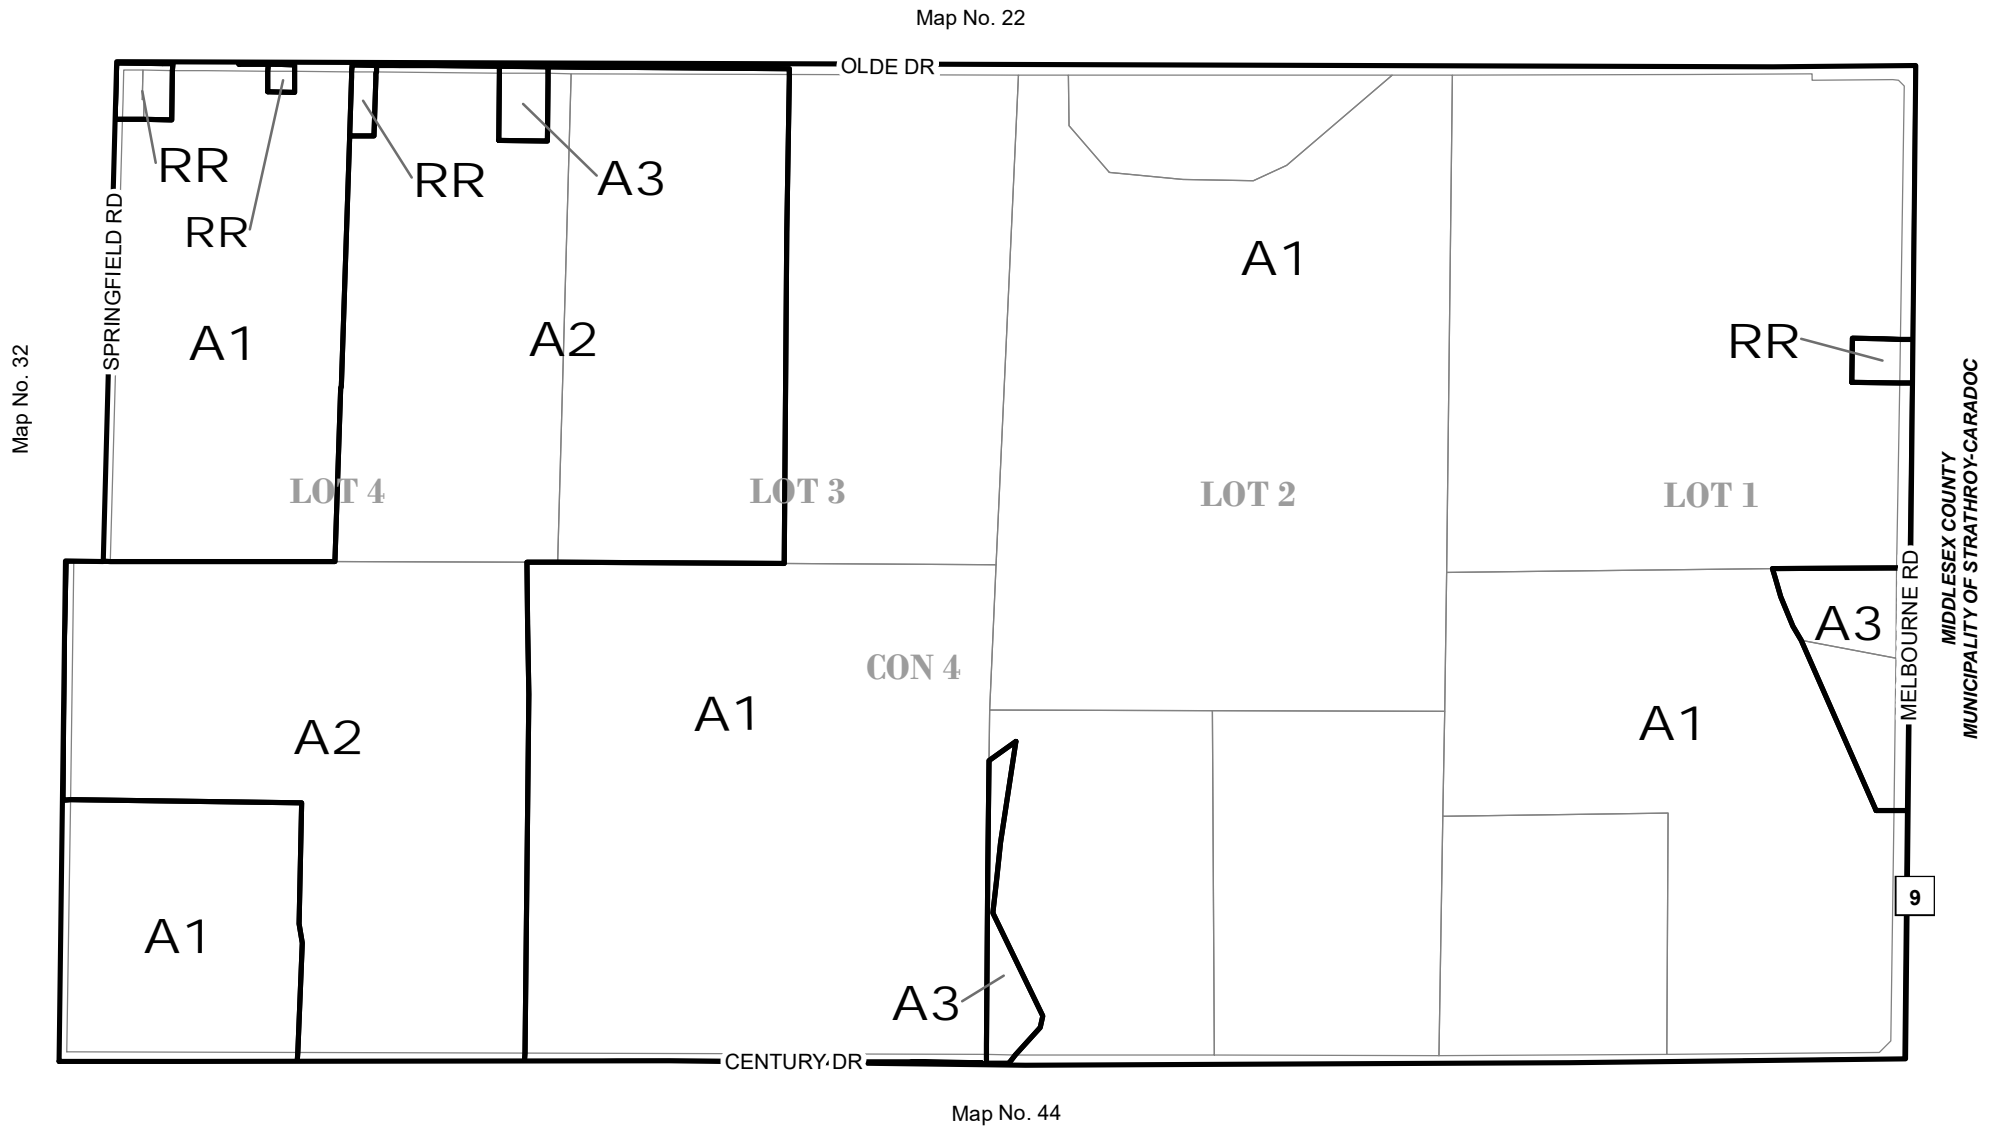 Map No. 22
OLDE DR
RR
RR
A3
RR
SPRINGFIELD RD
A1
A1
A2
RR
Map No. 32
MIDDLESEX COUNTY
MUNICIPALITY OF STRATHROY-CARADOC
LOT 4
LOT 3
LOT 2
LOT 1
A3
MELBOURNE RD
CON 4
A1
A1
A2
9
A1
A3
CENTURY DR
Map No. 44